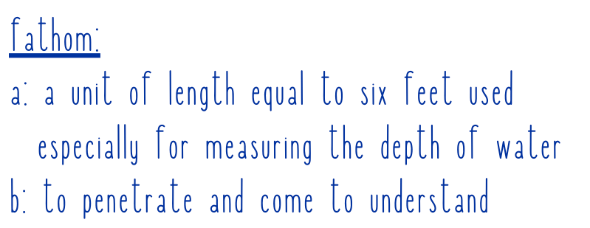 fathom:
a: a unit of length equal to six feet used
especially for measuring the depth of water
b: to penetrate and come to understand